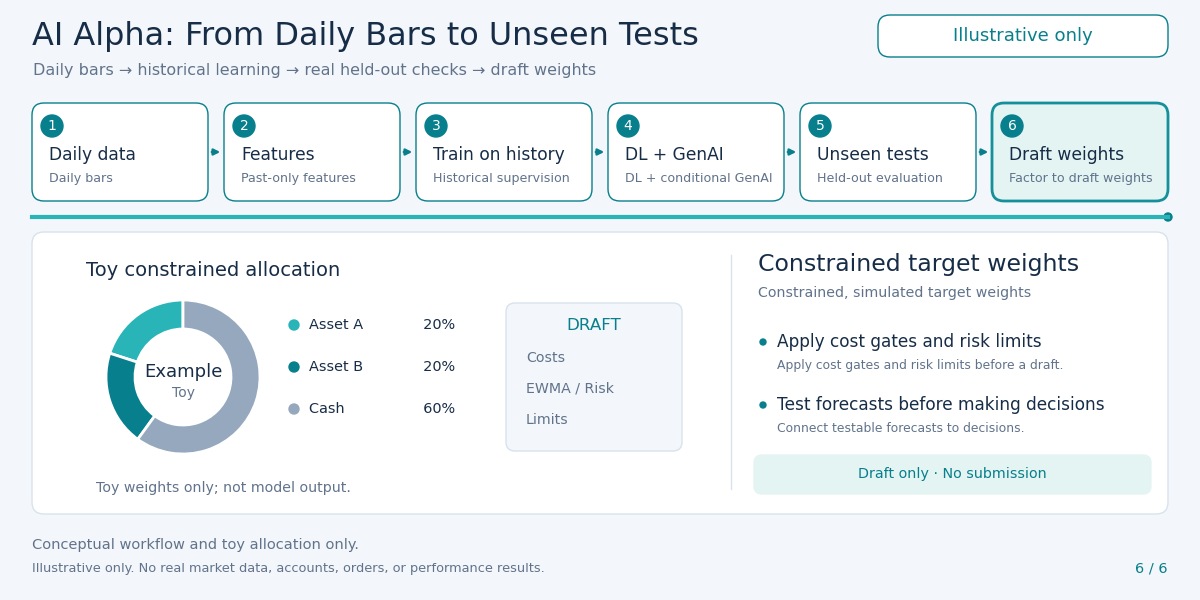 AI Alpha: From Daily Bars to Unseen Tests
Illustrative only
Daily bars → historical learning → real held-out checks → draft weights
1
Daily data
Daily bars
2
Features
Past-only features
3
Train on history
Historical supervision
4
DL + GenAI
DL + conditional GenAI
5
Unseen tests
Held-out evaluation
6
Draft weights
Factor to draft weights
Toy constrained allocation
Example
Toy
Asset A 20%
Asset B 20%
Cash 60%
DRAFT
Costs
EWMA / Risk
Limits
Toy weights only; not model output.
Constrained target weights
Constrained, simulated target weights
• Apply cost gates and risk limits
Apply cost gates and risk limits before a draft.
• Test forecasts before making decisions
Connect testable forecasts to decisions.
Draft only · No submission
Conceptual workflow and toy allocation only.
Illustrative only. No real market data, accounts, orders, or performance results.
6 / 6